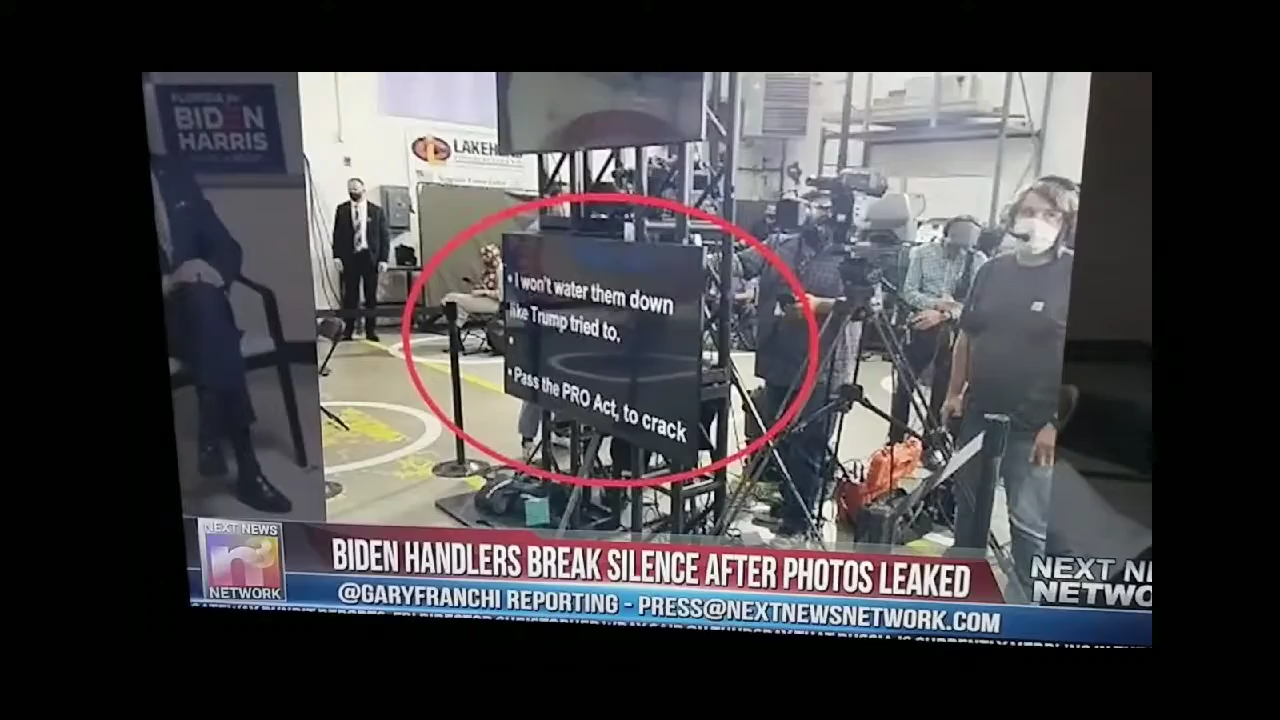 FLORIDA for
BIDEN
HARRIS
LAKEH
• I won't water them down
like Trump tried to.
•
• Pass the PRO Act, to crack
NEXT NEWS
n
NETWORK
BIDEN HANDLERS BREAK SILENCE AFTER PHOTOS LEAKED
@GARYFRANCHI REPORTING - PRESS@NEXTNEWSNETWORK.COM
NEXT N
NETWO